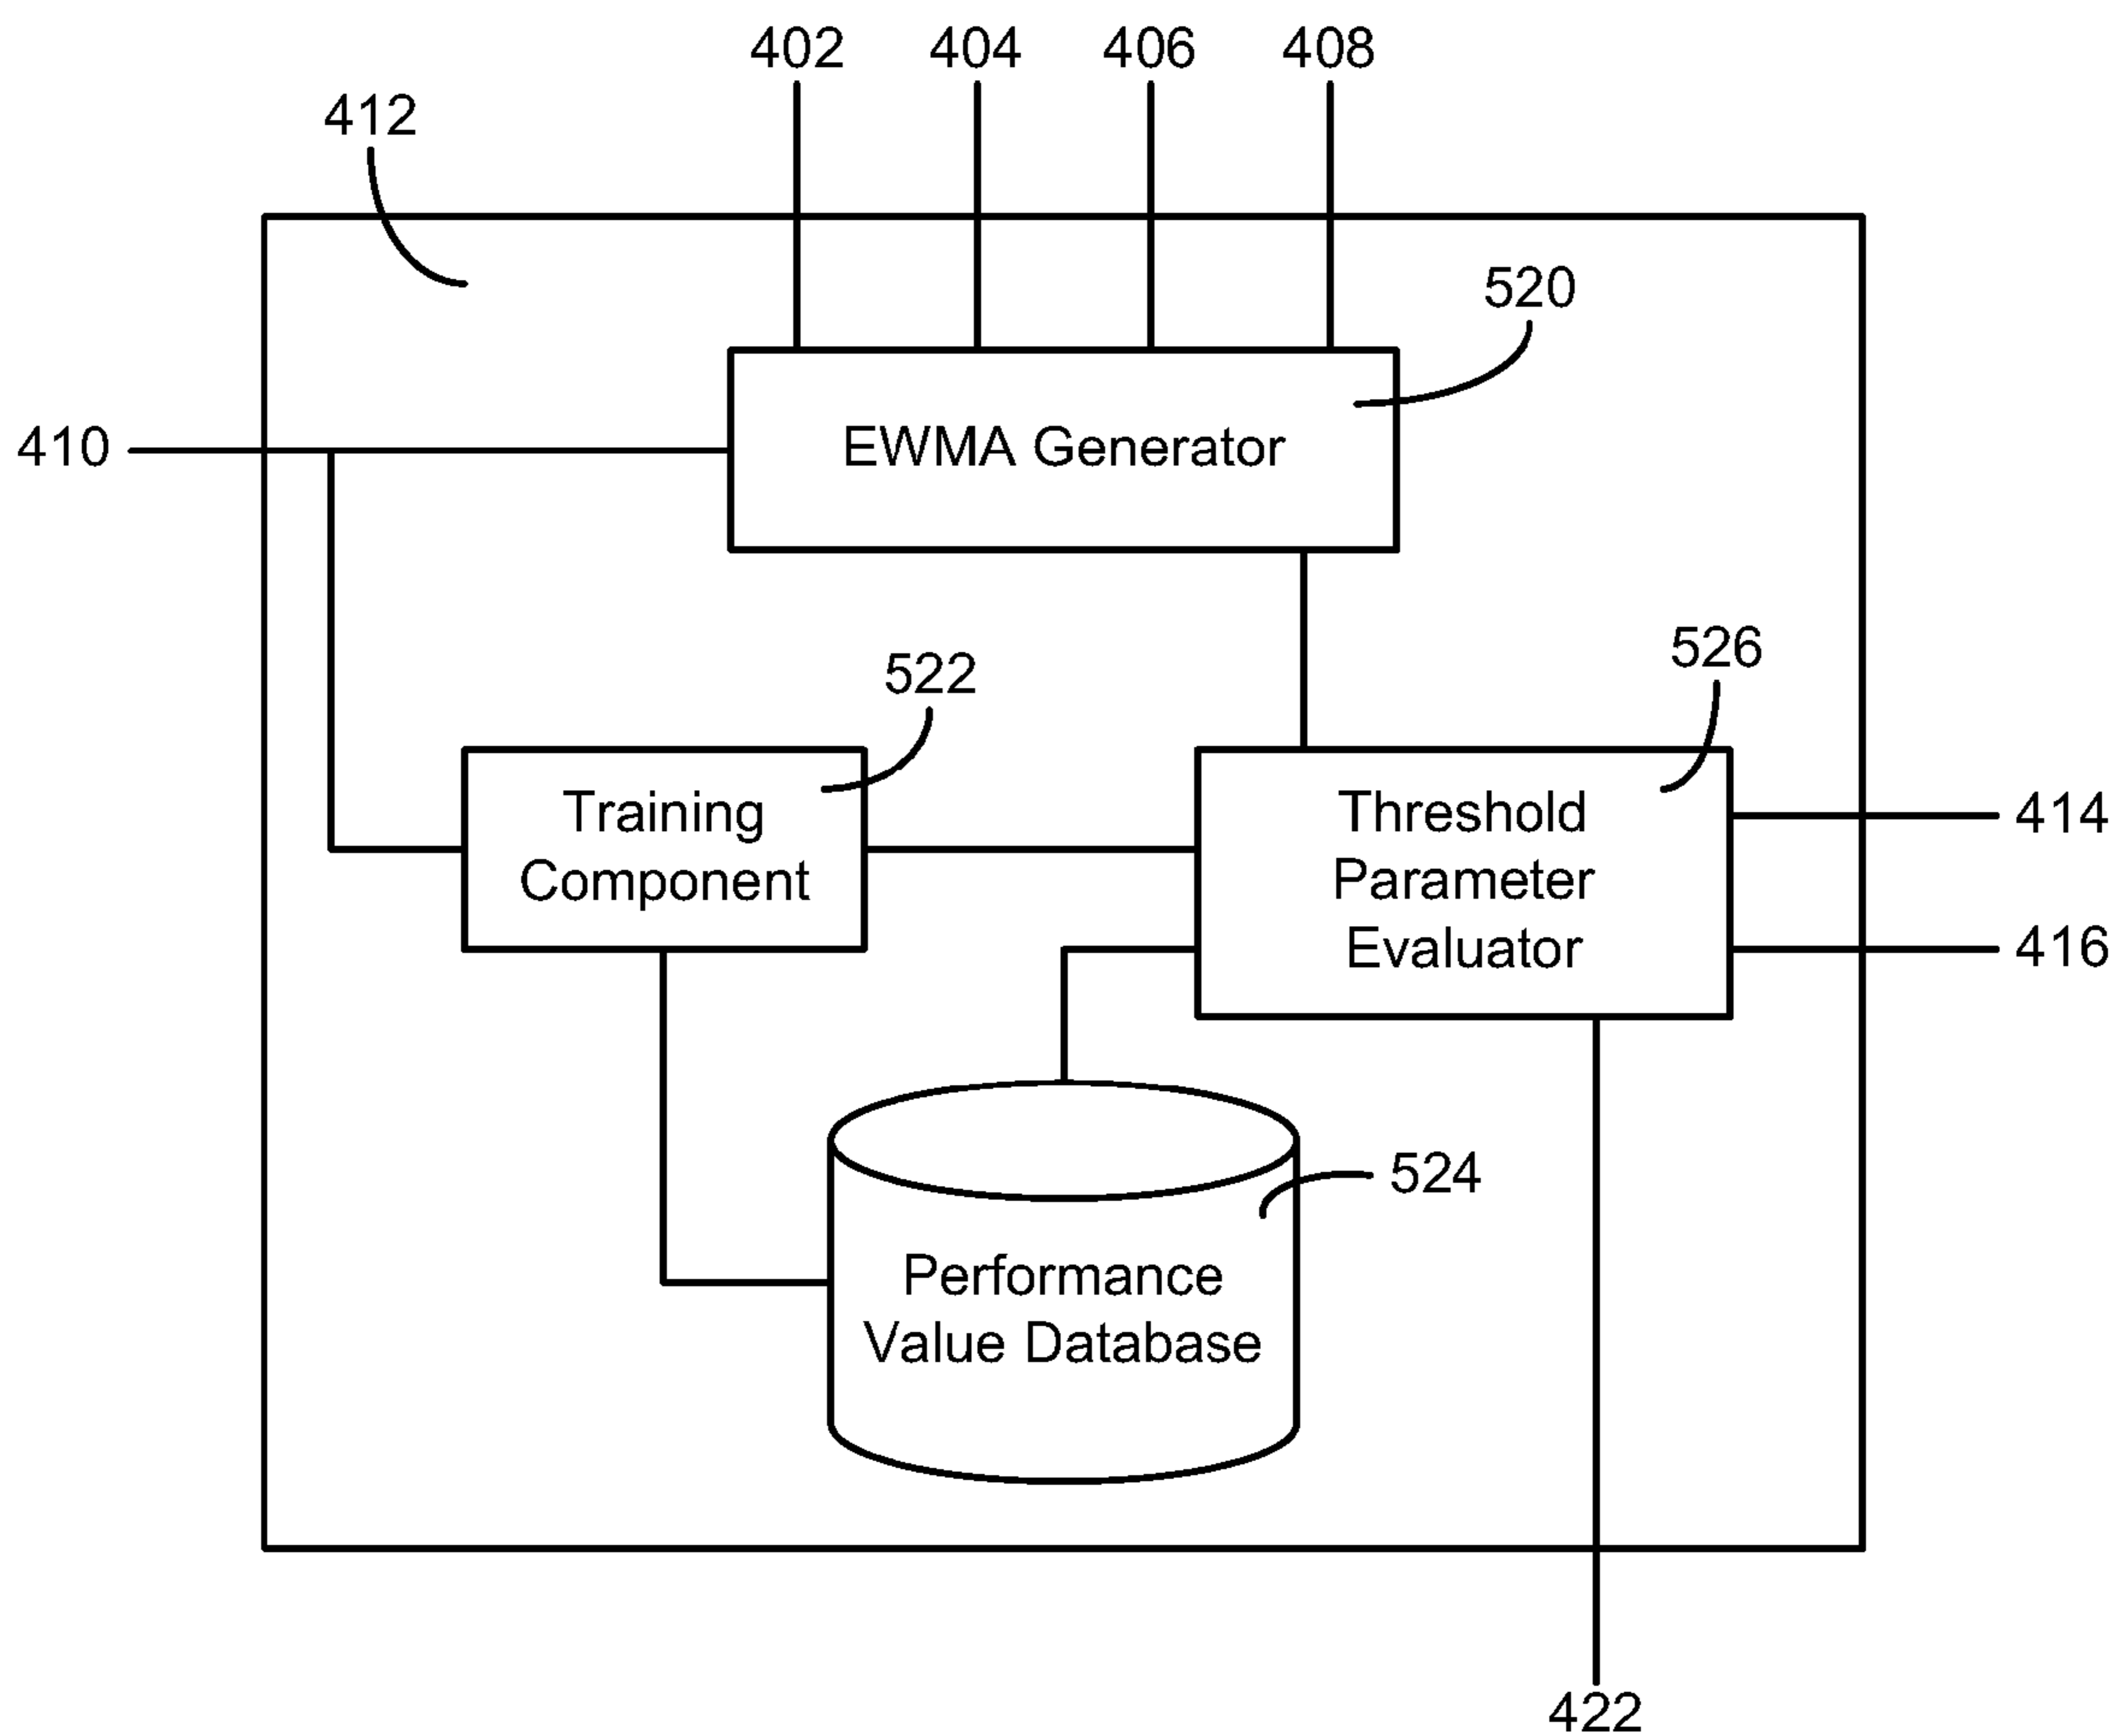 402 404 406 408
412
520
410
EWMA Generator
526
522
Training
Component
Threshold
Parameter
Evaluator
414
416
524
Performance
Value Database
422